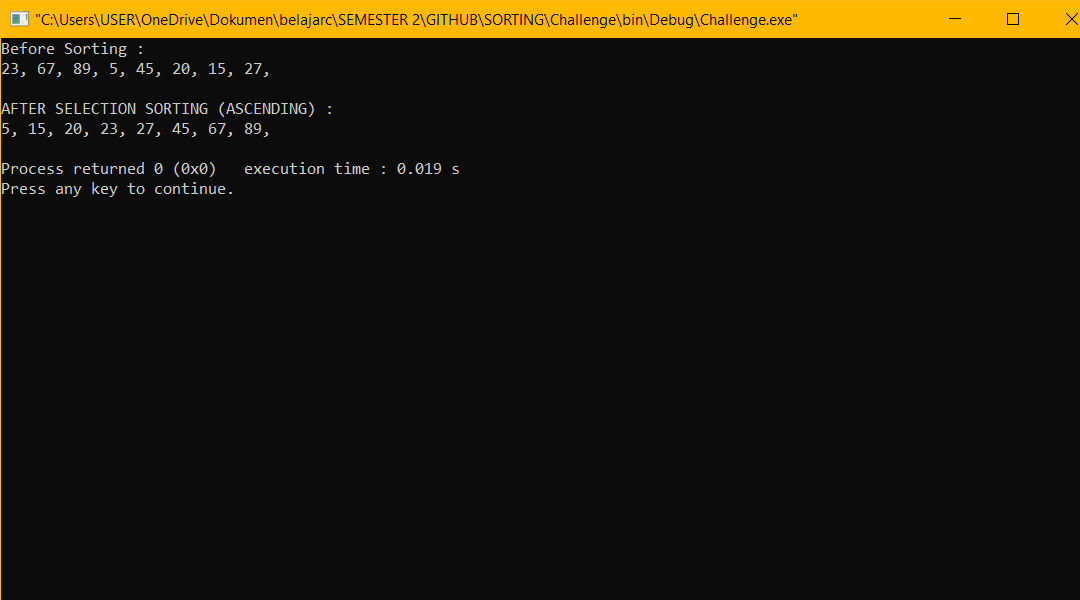 "C:\Users\USER\OneDrive\Dokumen\belajarc\SEMESTER 2\GITHUB\SORTING\Challenge\bin\Debug\Challenge.exe"
Before Sorting :
23, 67, 89, 5, 45, 20, 15, 27,
AFTER SELECTION SORTING (ASCENDING) :
5, 15, 20, 23, 27, 45, 67, 89,
Process returned 0 (0x0)   execution time : 0.019 s
Press any key to continue.